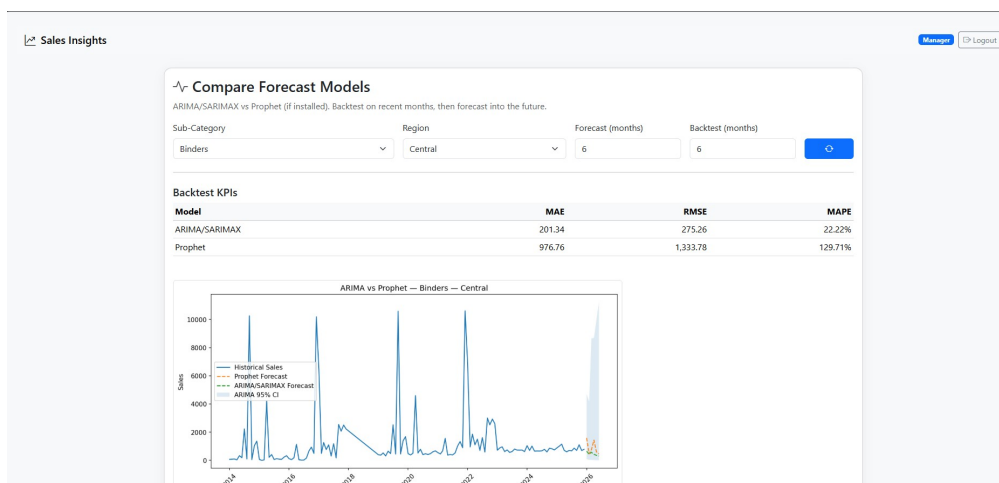 Sales Insights
Manager Logout
Compare Forecast Models
ARIMA/SARIMAX vs Prophet (if installed). Backtest on recent months, then forecast into the future.
Sub-Category Region Forecast (months) Backtest (months)
Binders Central 6 6
Backtest KPIs
Model MAE RMSE MAPE
ARIMA/SARIMAX 201.34 275.26 22.22%
Prophet 976.76 1,333.78 129.71%
ARIMA vs Prophet — Binders — Central
10000
8000
6000
4000
2000
0
Sales
Historical Sales
Prophet Forecast
ARIMA/SARIMAX Forecast
ARIMA 95% CI
2014 2016 2018 2020 2022 2024 2026